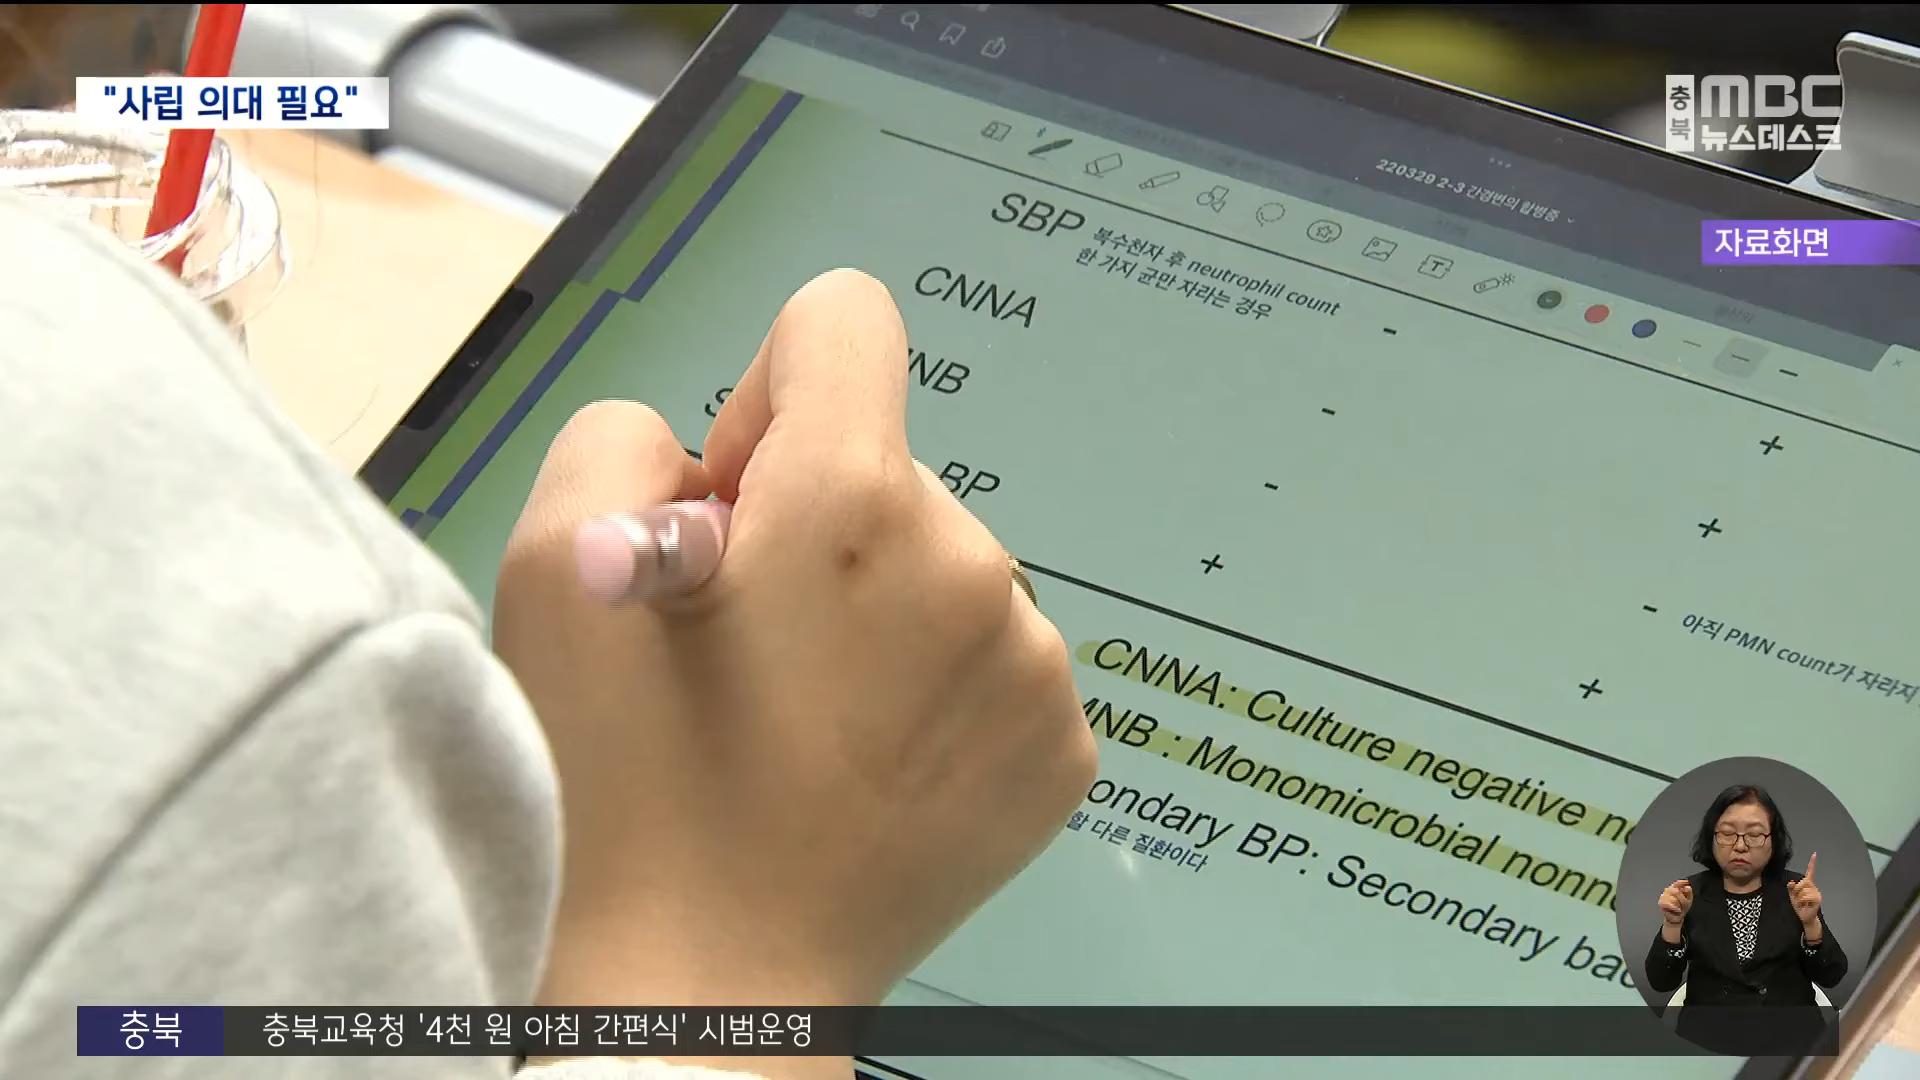 "사립 의대 필요"
충북
MBC
뉴스데스크
자료화면
220329 2-3 간경변의 합병증
SBP
복수천자 후 neutrophil count
한 가지 균만 자라는 경우
-
CNNA
-
+
NB
-
+
BP
+
- 아직 PMN count가 자라지
+
CNNA: Culture negative
MNB : Monomicrobial
ondary BP: Secondary
할 다른 질환이다
충북
충북교육청 '4천 원 아침 간편식' 시범운영